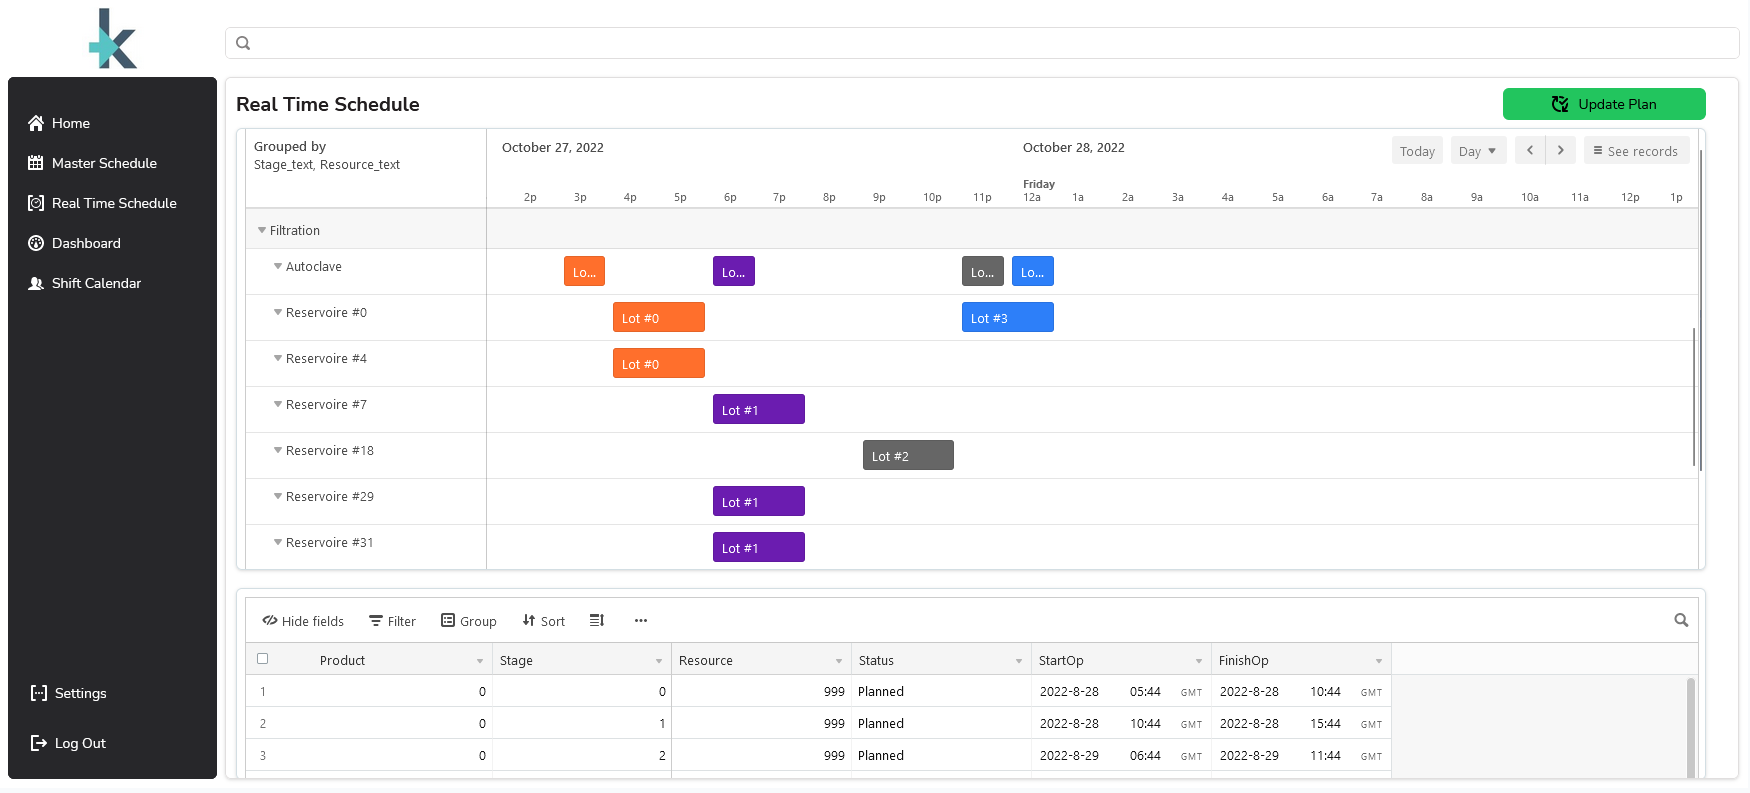 Home
Master Schedule
Real Time Schedule
Dashboard
Shift Calendar
Settings
Log Out
Real Time Schedule
Update Plan
Grouped by
Stage_text, Resource_text
October 27, 2022
October 28, 2022
Today
Day
See records
Friday
2p 3p 4p 5p 6p 7p 8p 9p 10p 11p 12a 1a 2a 3a 4a 5a 6a 7a 8a 9a 10a 11a 12p 1p
Filtration
Autoclave Lo... Lo... Lo... Lo...
Reservoire #0 Lot #0 Lot #3
Reservoire #4 Lot #0
Reservoire #7 Lot #1
Reservoire #18 Lot #2
Reservoire #29 Lot #1
Reservoire #31 Lot #1
Hide fields Filter Group Sort ...
Product Stage Resource Status StartOp FinishOp
1 0 0 999 Planned 2022-8-28 05:44 GMT 2022-8-28 10:44 GMT
2 0 1 999 Planned 2022-8-28 10:44 GMT 2022-8-28 15:44 GMT
3 0 2 999 Planned 2022-8-29 06:44 GMT 2022-8-29 11:44 GMT